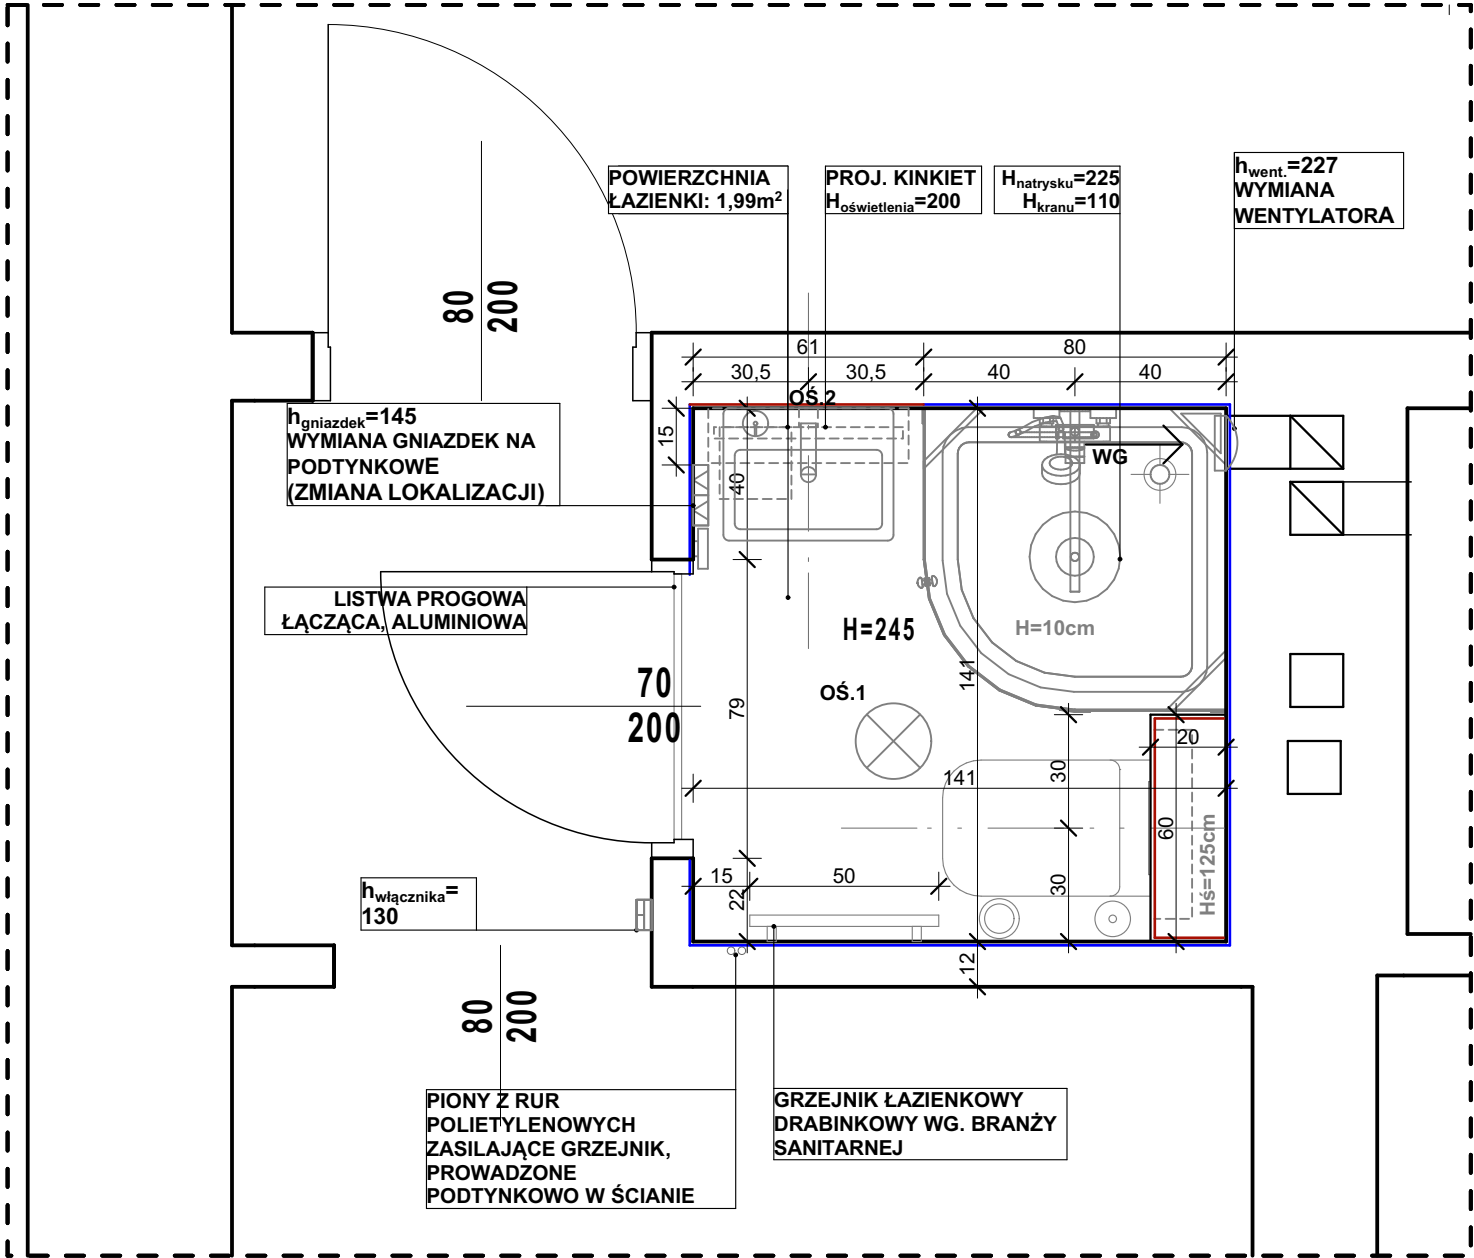 POWIERZCHNIA
ŁAZIENKI: 1,99m²
PROJ. KINKIET
Hoświetlenia=200
Hnatrysku=225
Hkranu=110
hwent.=227
WYMIANA
WENTYLATORA
80
200
61
80
30,5
30,5
40
40
hgniazdek=145
WYMIANA GNIAZDEK NA
PODTYNKOWE
(ZMIANA LOKALIZACJI)
15
OŚ.2
40
WG
LISTWA PROGOWA
ŁĄCZĄCA, ALUMINIOWA
H=245
H=10cm
70
200
OŚ.1
79
141
141
20
30
60
30
Hś=125cm
15
50
22
12
hwłącznika=
130
80
200
PIONY Z RUR
POLIETYLENOWYCH
ZASILAJĄCE GRZEJNIK,
PROWADZONE
PODTYNKOWO W ŚCIANIE
GRZEJNIK ŁAZIENKOWY
DRABINKOWY WG. BRANŻY
SANITARNEJ